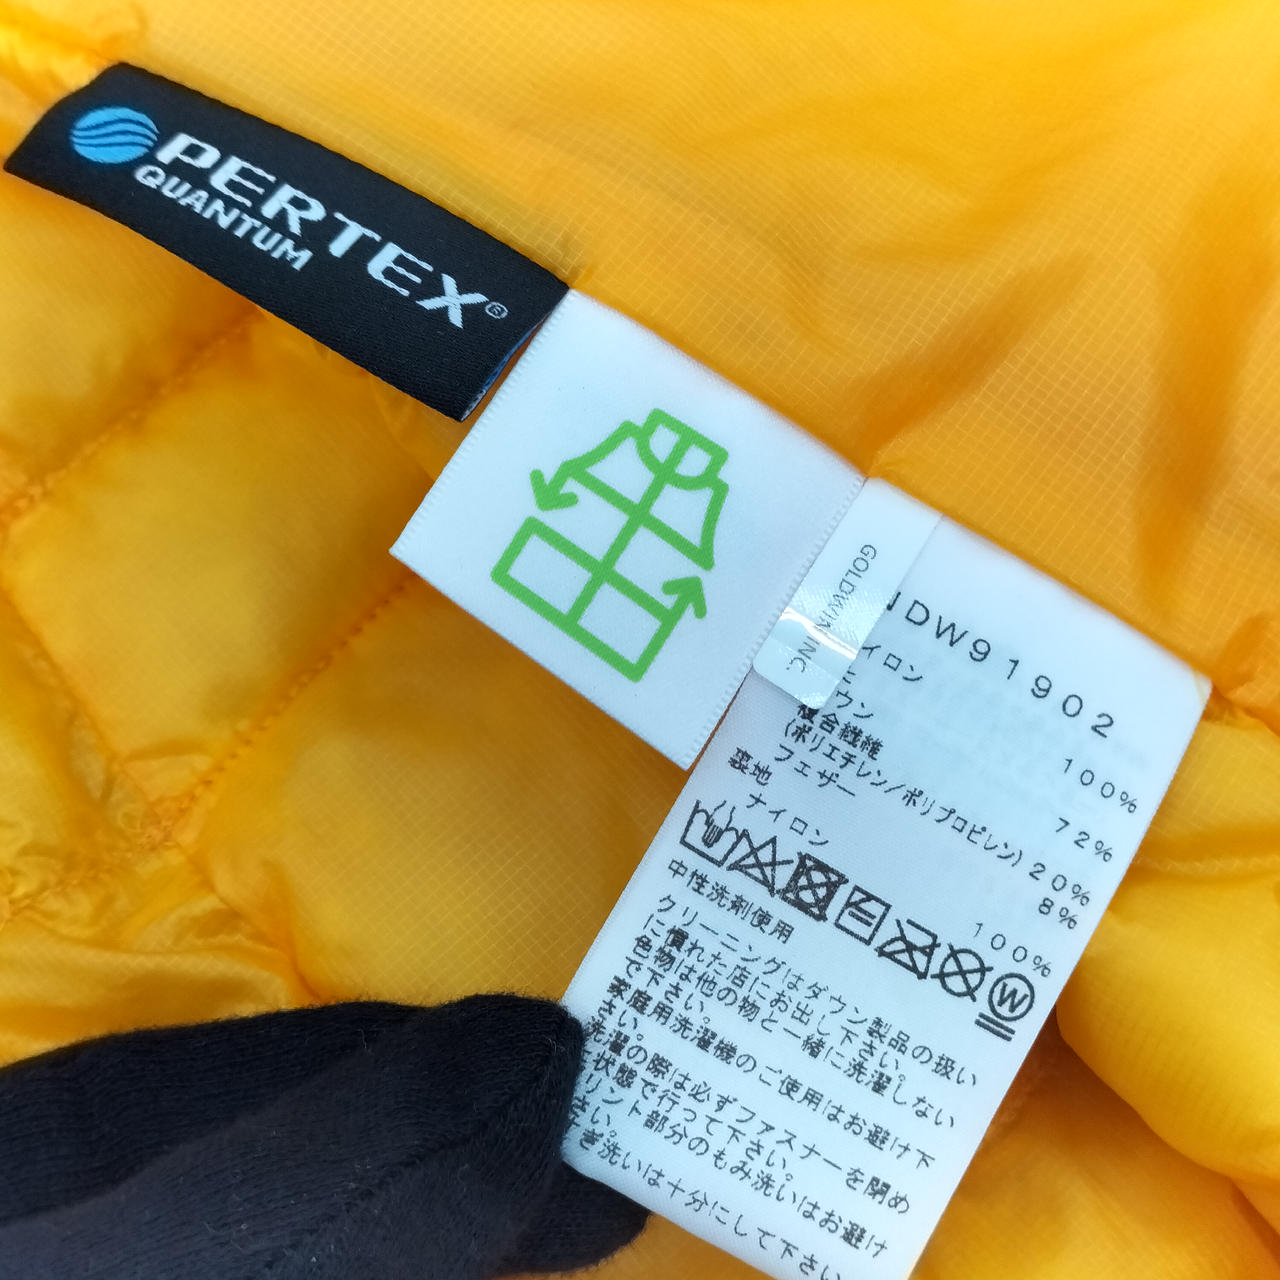 PERTEX®
QUANTUM
GOLDWIN INC.
NDW91902
イロン 100%
ウン 72%
複合繊維
(ポリエチレン/ポリプロピレン) 20%
フェザー 8%
裏地
ナイロン 100%
W
中性洗剤使用
クリーニングはダウン製品の扱い
に慣れた店にお出し下さい。
色物は他の物と一緒に洗濯しない
で下さい。
家庭用洗濯機のご使用はお避け下
さい。
洗濯の際は必ずファスナーを閉め
状態で行って下さい。
リント部分のもみ洗いはお避け
さい。
ぎ洗いは十分にして下さい